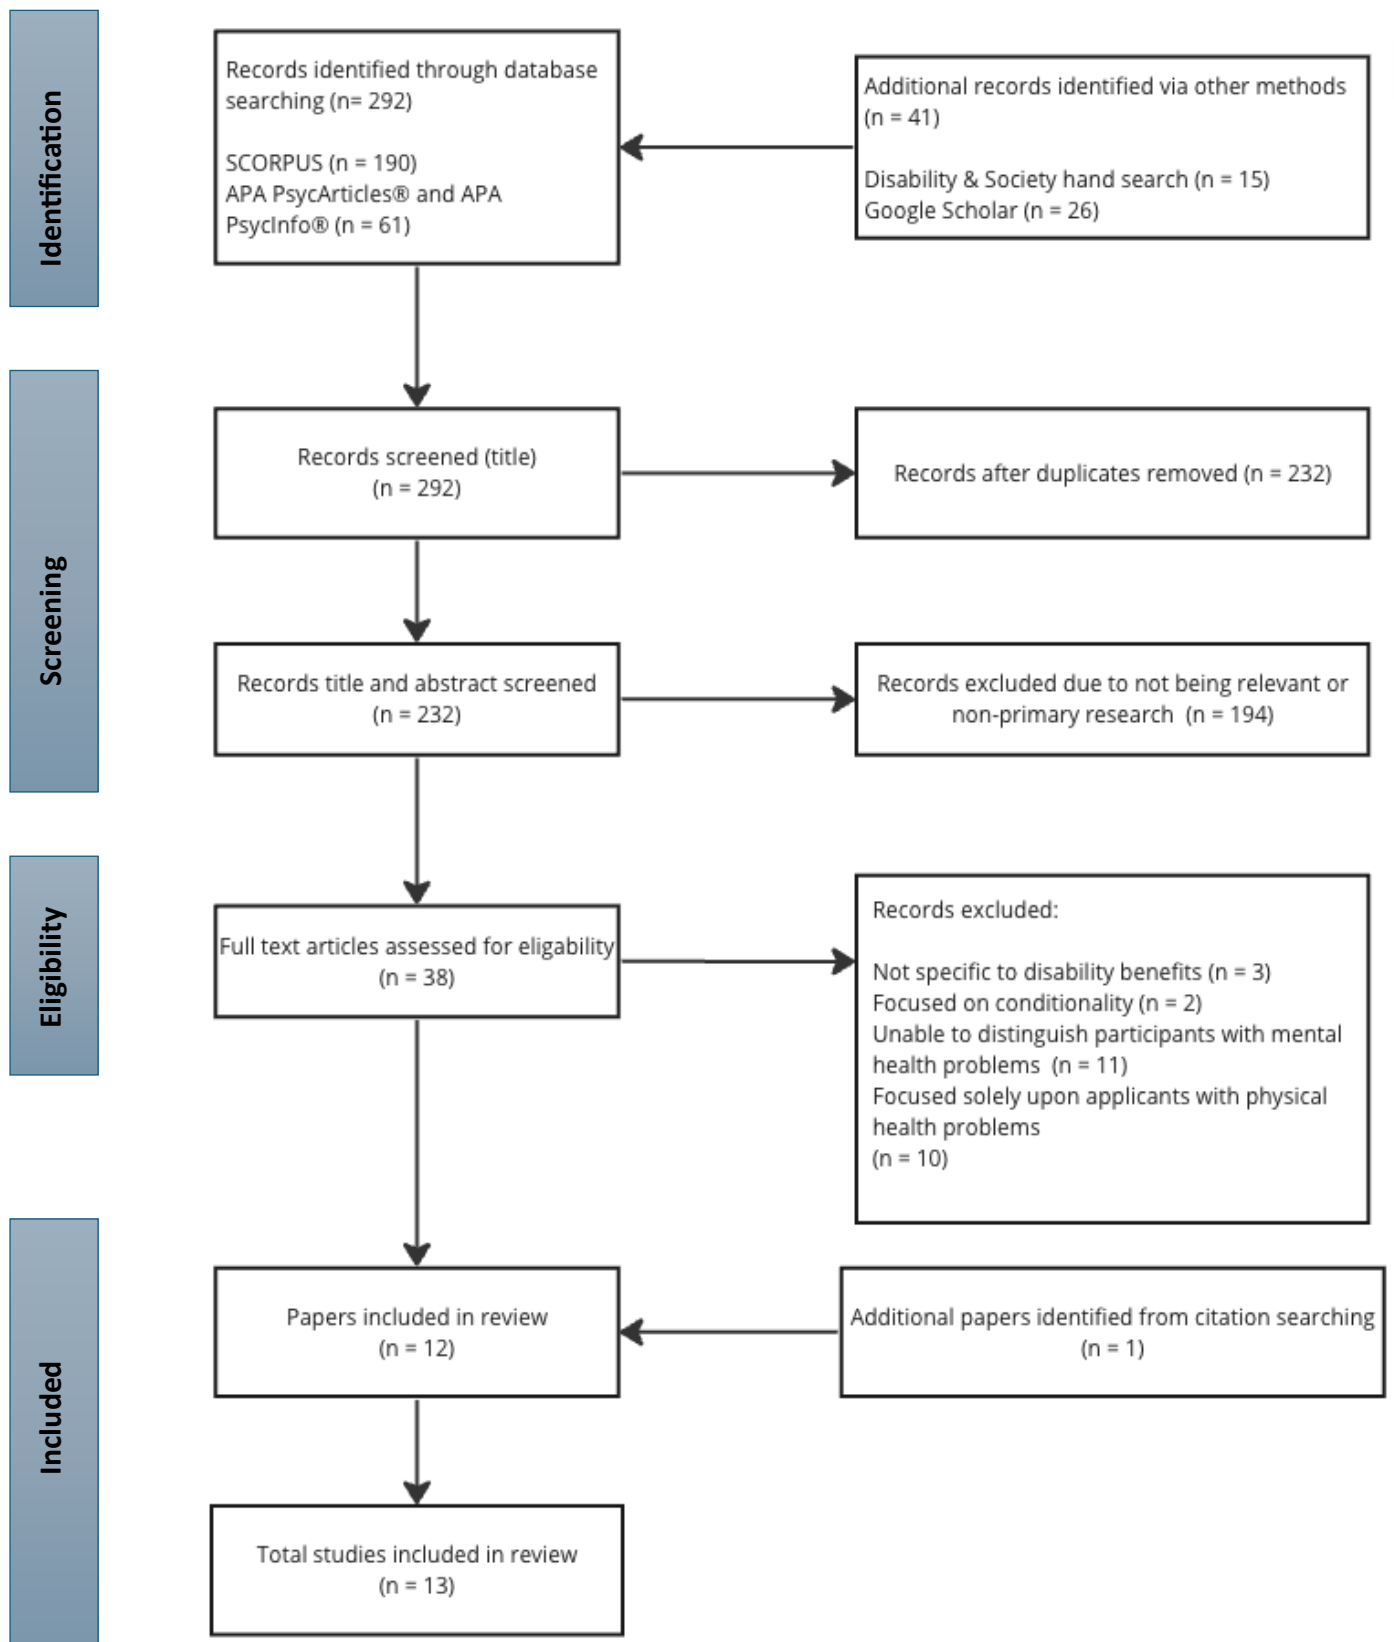 Identification
Records identified through database
searching (n= 292)
SCORPUS (n = 190)
APA PsycArticles® and APA
PsycInfo® (n = 61)
Additional records identified via other methods
(n = 41)
Disability & Society hand search (n = 15)
Google Scholar (n = 26)
Screening
Records screened (title)
(n = 292)
Records after duplicates removed (n = 232)
Records title and abstract screened
(n = 232)
Records excluded due to not being relevant or
non-primary research (n = 194)
Eligibility
Full text articles assessed for eligability
(n = 38)
Records excluded:
Not specific to disability benefits (n = 3)
Focused on conditionality (n = 2)
Unable to distinguish participants with mental
health problems (n = 11)
Focused solely upon applicants with physical
health problems
(n = 10)
Included
Papers included in review
(n = 12)
Additional papers identified from citation searching
(n = 1)
Total studies included in review
(n = 13)